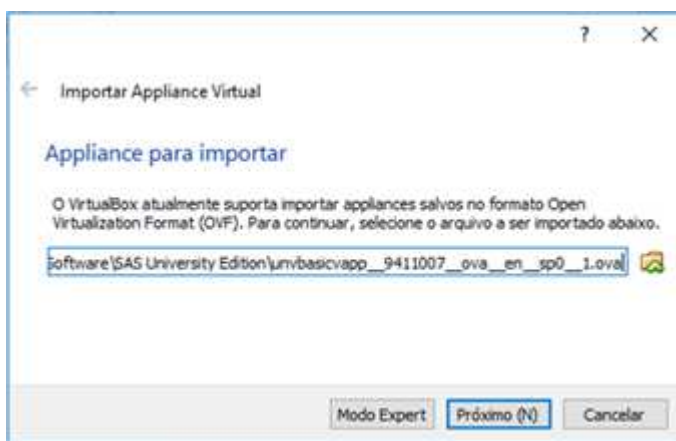 ?
Importar Appliance Virtual
Appliance para importar
O VirtualBox atualmente suporta importar appliances salvos no formato Open
Virtualization Format (OVF). Para continuar, selecione o arquivo a ser importado abaixo.
Software\SAS University Edition\unvbasicvapp__9411007__ova__en__sp0__1.ova
Modo Expert Próximo (N) Cancelar